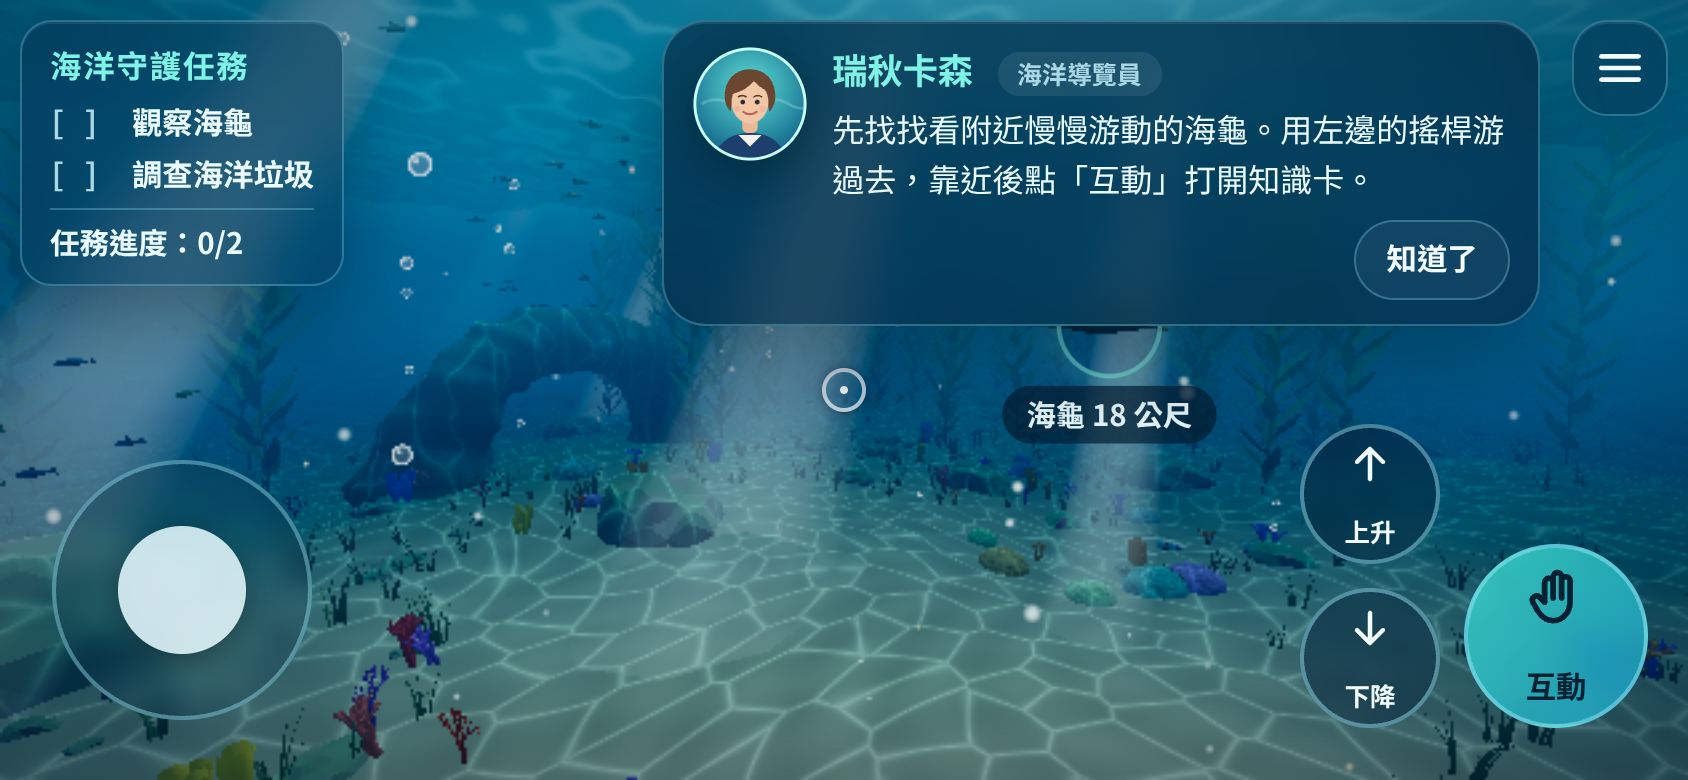 海洋守護任務
[ ] 觀察海龜
[ ] 調查海洋垃圾
任務進度：0/2
瑞秋卡森 海洋導覽員
先找找看附近慢慢游動的海龜。用左邊的搖桿游
過去，靠近後點「互動」打開知識卡。
知道了
海龜 18 公尺
上升
下降
互動